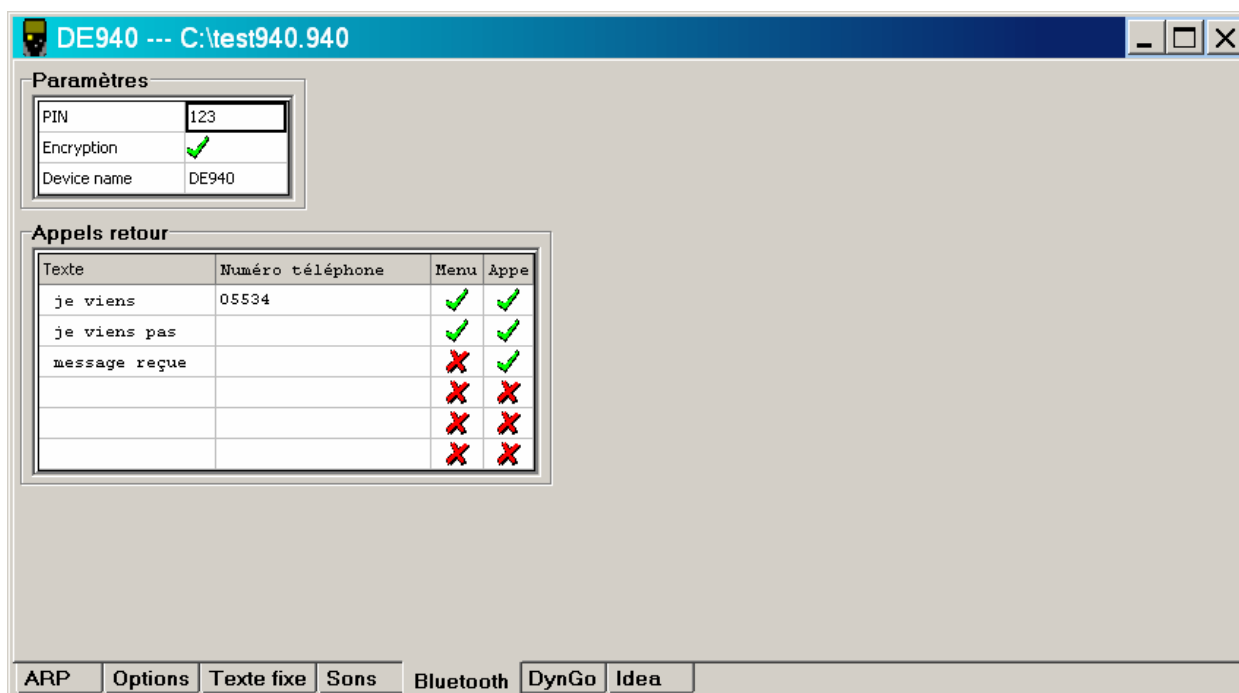 DE940 --- C:\test940.940
Paramètres
PIN 123
Encryption
Device name DE940
Appels retour
Texte Numéro téléphone Menu Appe
je viens 05534
je viens pas
message reçue
ARP Options Texte fixe Sons Bluetooth DynGo Idea